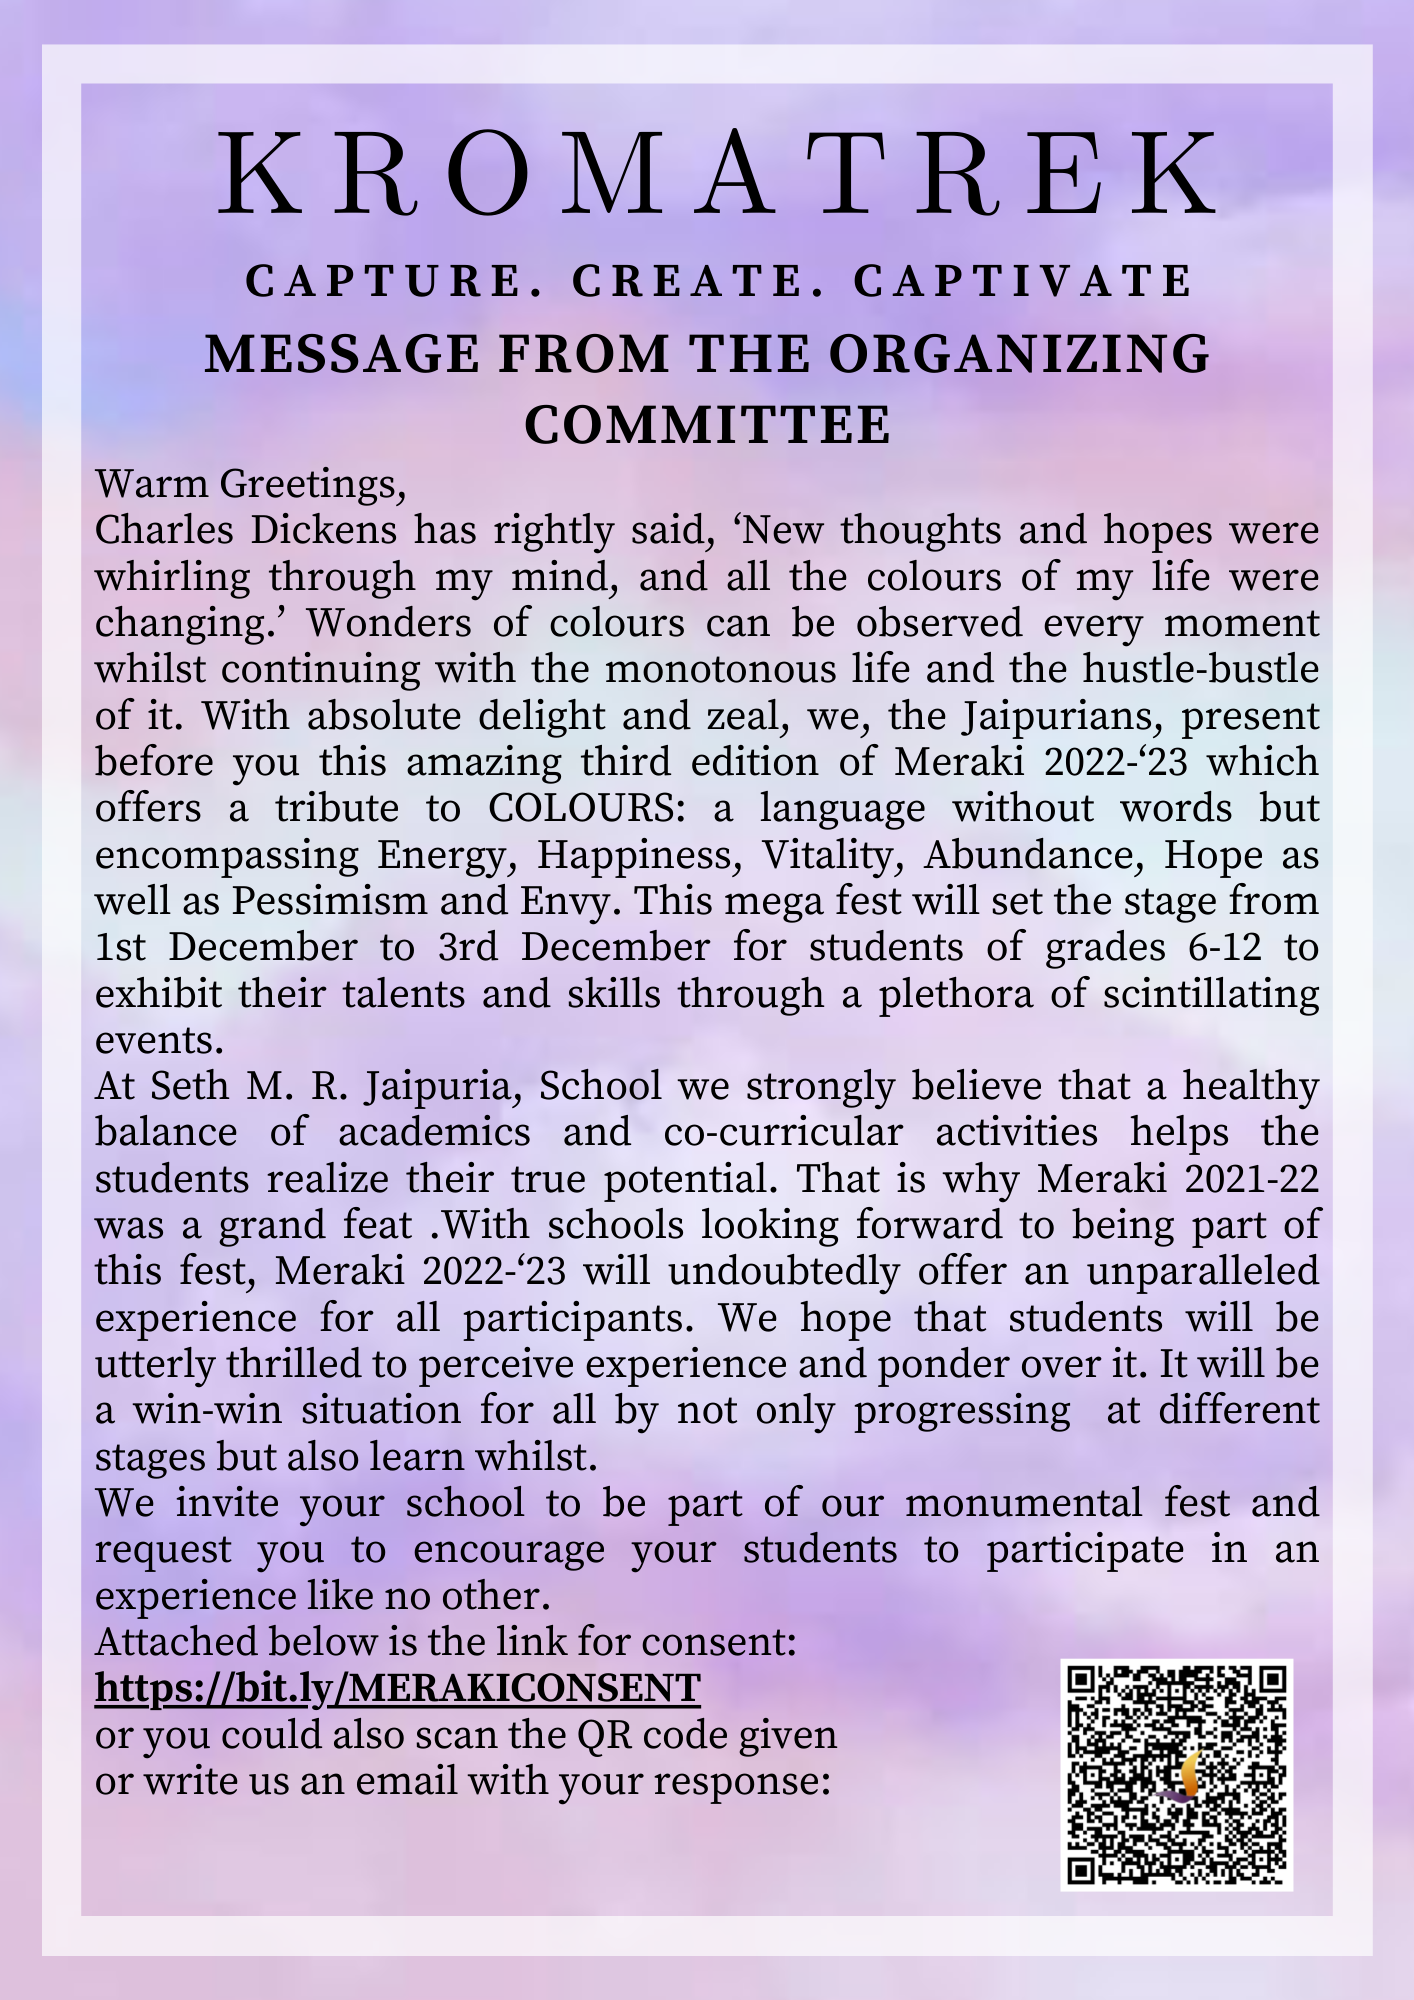 KROMATREK
CAPTURE. CREATE. CAPTIVATE
MESSAGE FROM THE ORGANIZING
COMMITTEE
Warm Greetings,
Charles Dickens has rightly said, ‘New thoughts and hopes were
whirling through my mind, and all the colours of my life were
changing.’ Wonders of colours can be observed every moment
whilst continuing with the monotonous life and the hustle-bustle
of it. With absolute delight and zeal, we, the Jaipurians, present
before you this amazing third edition of Meraki 2022-‘23 which
offers a tribute to COLOURS: a language without words but
encompassing Energy, Happiness, Vitality, Abundance, Hope as
well as Pessimism and Envy. This mega fest will set the stage from
1st December to 3rd December for students of grades 6-12 to
exhibit their talents and skills through a plethora of scintillating
events.
At Seth M. R. Jaipuria, School we strongly believe that a healthy
balance of academics and co-curricular activities helps the
students realize their true potential. That is why Meraki 2021-22
was a grand feat .With schools looking forward to being part of
this fest, Meraki 2022-‘23 will undoubtedly offer an unparalleled
experience for all participants. We hope that students will be
utterly thrilled to perceive experience and ponder over it. It will be
a win-win situation for all by not only progressing  at different
stages but also learn whilst.
We invite your school to be part of our monumental fest and
request you to encourage your students to participate in an
experience like no other.
Attached below is the link for consent:
https://bit.ly/MERAKICONSENT
or you could also scan the QR code given
or write us an email with your response: